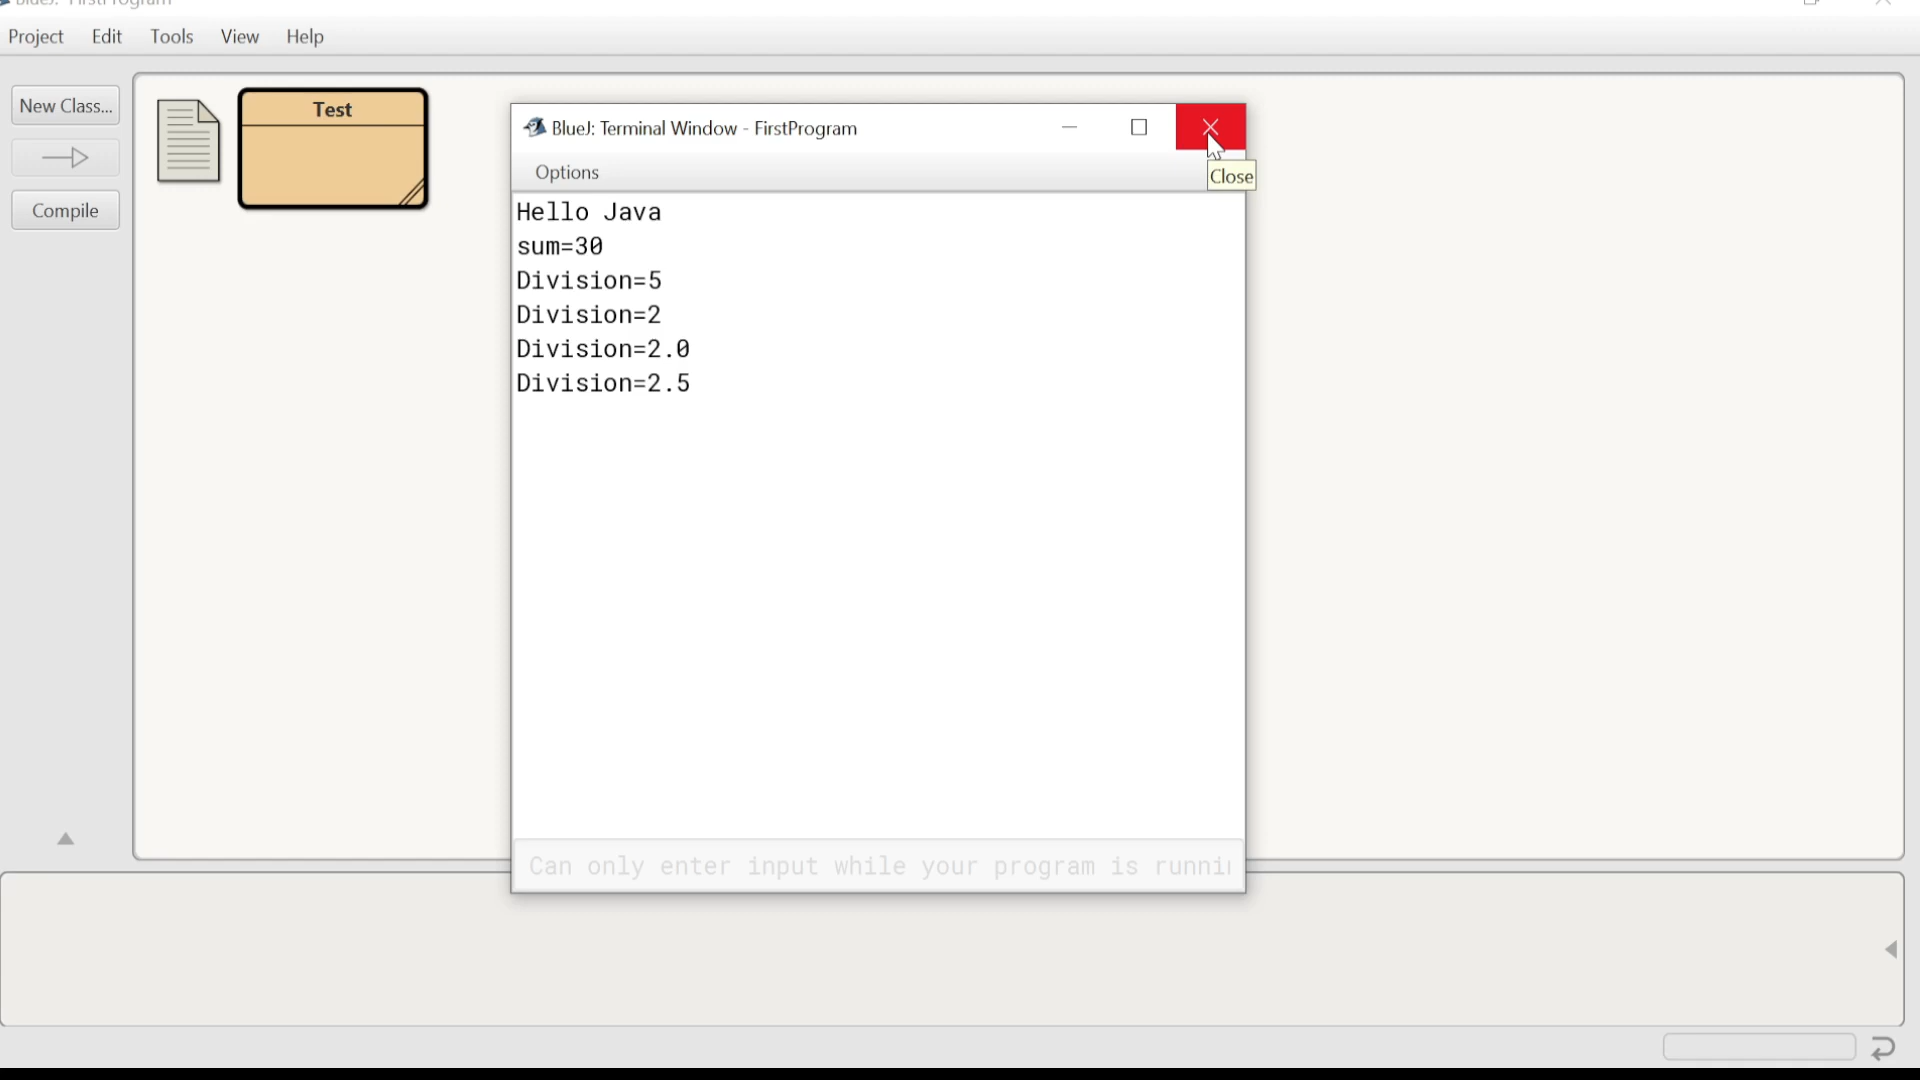 BlueJ: FirstProgram
Project Edit Tools View Help
New Class...
Compile
Test
BlueJ: Terminal Window - FirstProgram
Close
Options
Hello Java
sum=30
Division=5
Division=2
Division=2.0
Division=2.5
Can only enter input while your program is runni